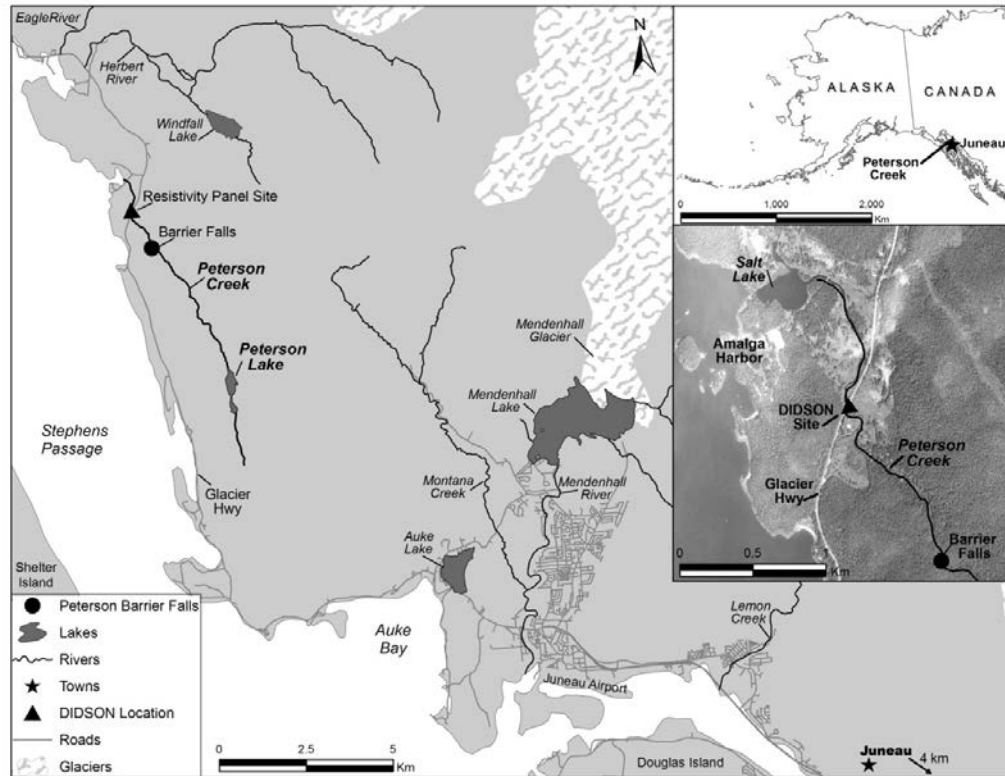 EagleRiver
Herbert
River
Windfall
Lake
Resistivity Panel Site
Barrier Falls
Peterson
Creek
Peterson
Lake
Stephens
Passage
Glacier
Hwy
Shelter
Island
Mendenhall
Glacier
Mendenhall
Lake
Montana
Creek
Mendenhall
River
Auke
Lake
Auke
Bay
Juneau Airport
Lemon
Creek
Douglas Island
Juneau
4 km
N
Peterson Barrier Falls
Lakes
Rivers
Towns
DIDSON Location
Roads
Glaciers
0 2.5 5
Km
ALASKA
CANADA
Juneau
Peterson
Creek
0 1,000 2,000
Km
Salt
Lake
Amalga
Harbor
DIDSON
Site
Peterson
Creek
Glacier
Hwy
Barrier
Falls
0 0.5 1
Km